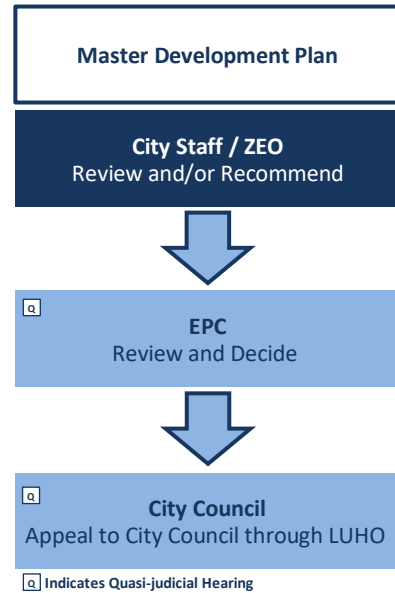 Master Development Plan
City Staff / ZEO
Review and/or Recommend
Q
EPC
Review and Decide
Q
City Council
Appeal to City Council through LUHO
Q Indicates Quasi-judicial Hearing